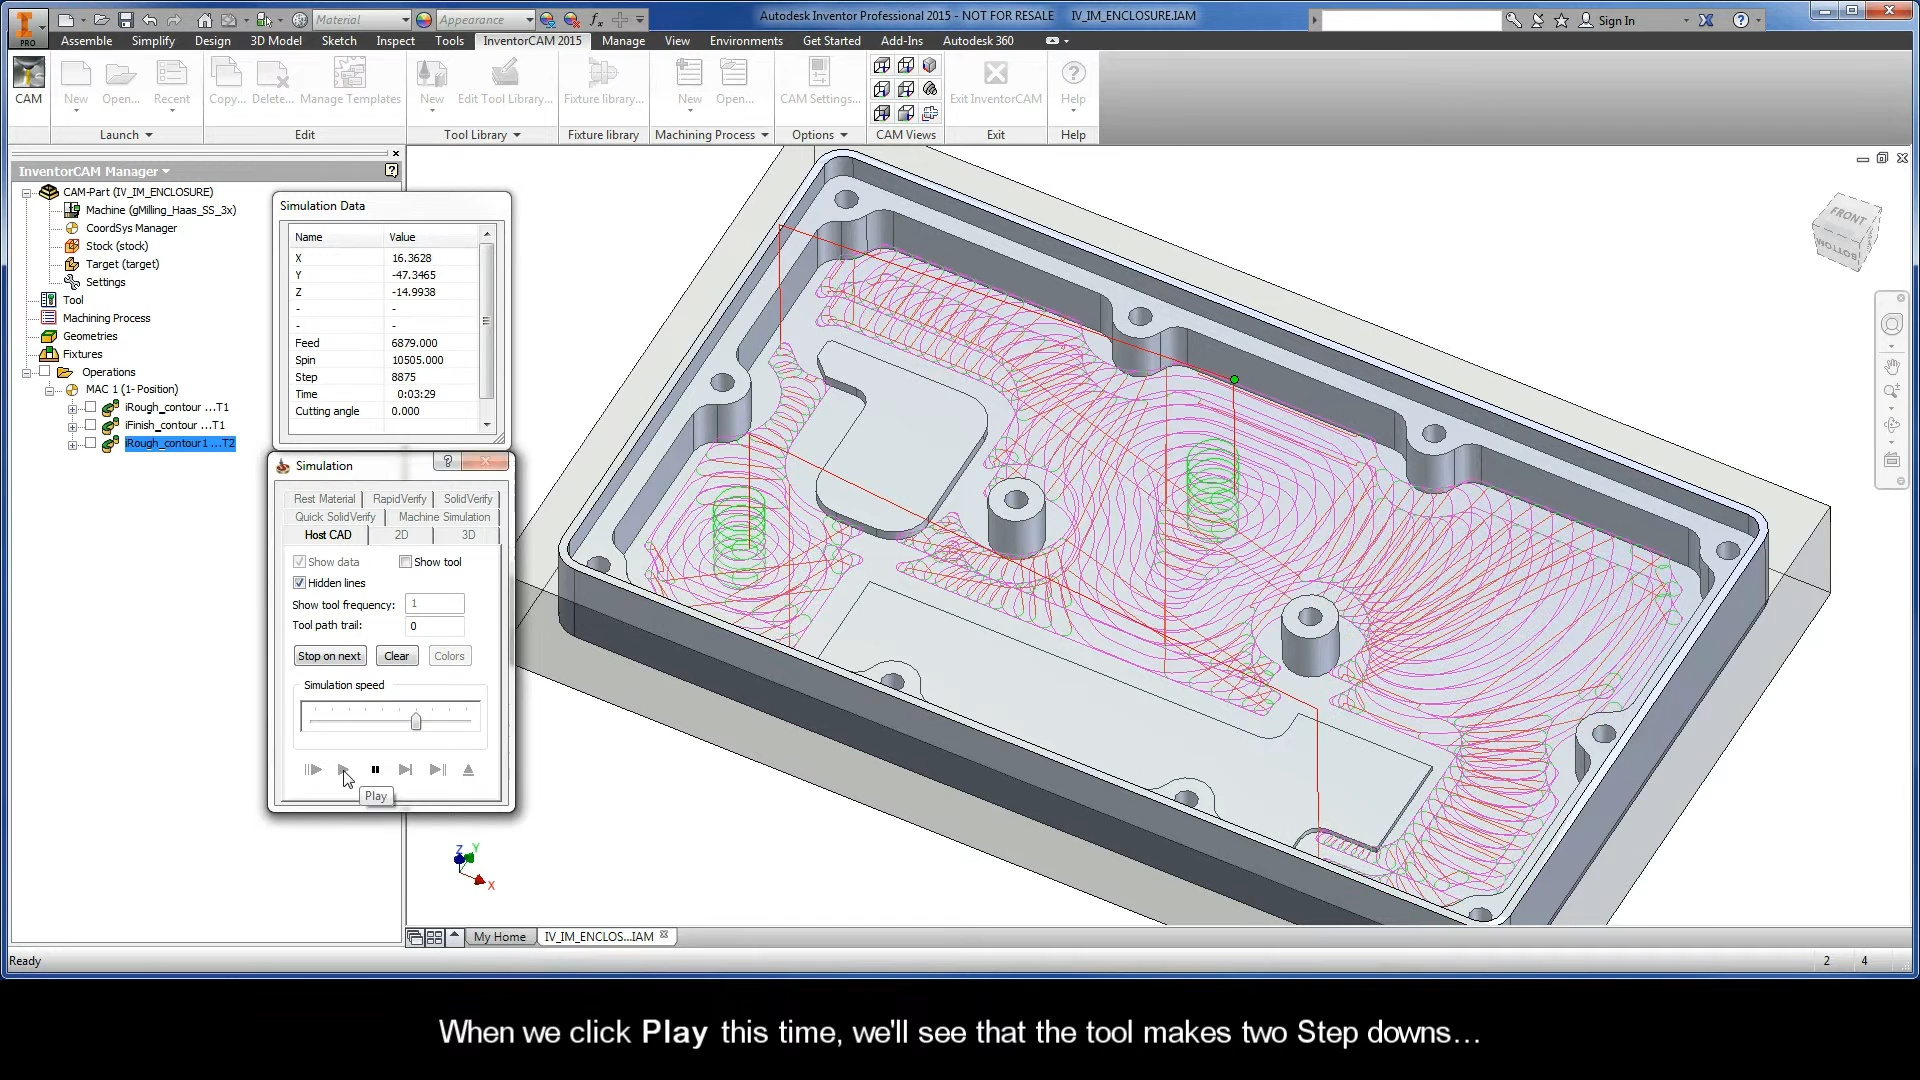 Material
Appearance
Autodesk Inventor Professional 2015 - NOT FOR RESALE IV_IM_ENCLOSURE.IAM
Sign In
PRO
Assemble Simplify Design 3D Model Sketch Inspect Tools InventorCAM 2015 Manage View Environments Get Started Add-Ins Autodesk 360
CAM New Open... Recent Copy... Delete... Manage Templates New Edit Tool Library... Fixture library... New Open... CAM Settings... Exit InventorCAM Help
Launch Edit Tool Library Fixture library Machining Process Options CAM Views Exit Help
InventorCAM Manager
CAM-Part (IV_IM_ENCLOSURE)
Machine (gMilling_Haas_SS_3x)
CoordSys Manager
Stock (stock)
Target (target)
Settings
Tool
Machining Process
Geometries
Fixtures
Operations
MAC 1 (1- Position)
iRough_contour ...T1
iFinish_contour ...T1
iRough_contour1 ...T2
Simulation Data
Name Value
X 16.3628
Y -47.3465
Z -14.9938
- -
- -
Feed 6879.000
Spin 10505.000
Step 8875
Time 0:03:29
Cutting angle 0.000
Simulation
Rest Material RapidVerify SolidVerify
Quick SolidVerify Machine Simulation
Host CAD 2D 3D
Show data Show tool
Hidden lines
Show tool frequency: 1
Tool path trail: 0
Stop on next Clear Colors
Simulation speed
Play
FRONT
BOTTOM
Z Y
X
My Home IV_IM_ENCLOS...IAM
Ready 2 4
When we click Play this time, we'll see that the tool makes two Step downs...